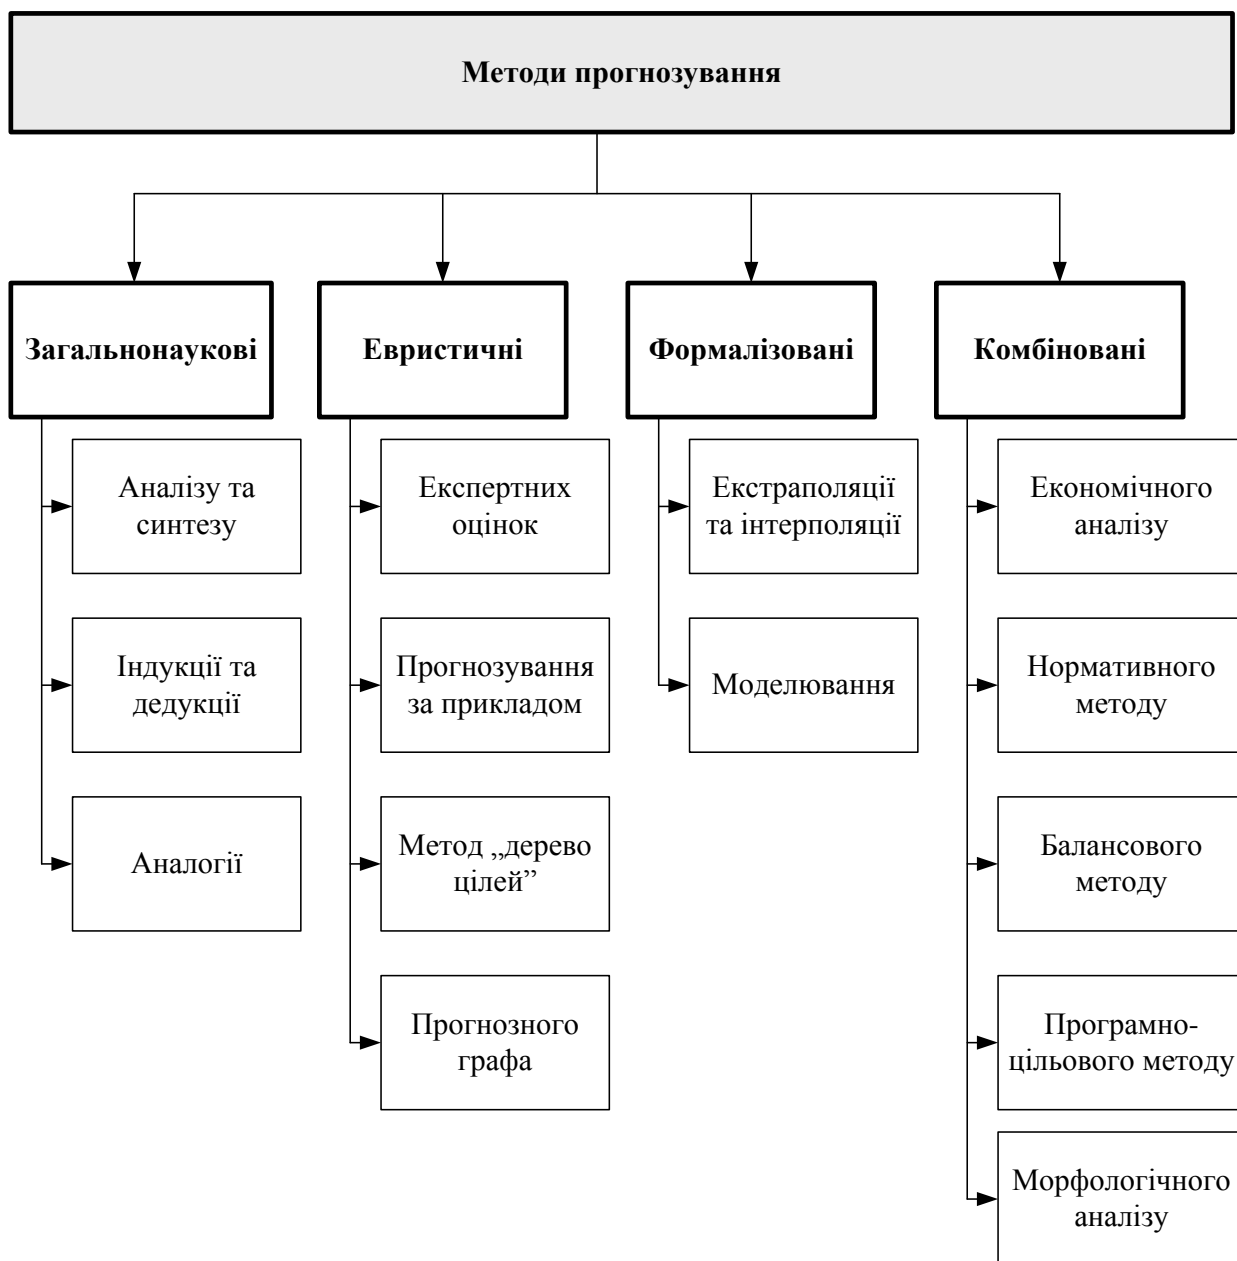 Методи прогнозування
Загальнонаукові
Евристичні
Формалізовані
Комбіновані
Аналізу та
синтезу
Індукції та
дедукції
Аналогії
Експертних
оцінок
Прогнозування
за прикладом
Метод „дерево
цілей”
Прогнозного
графа
Екстраполяції
та інтерполяції
Моделювання
Економічного
аналізу
Нормативного
методу
Балансового
методу
Програмно-
цільового методу
Морфологічного
аналізу